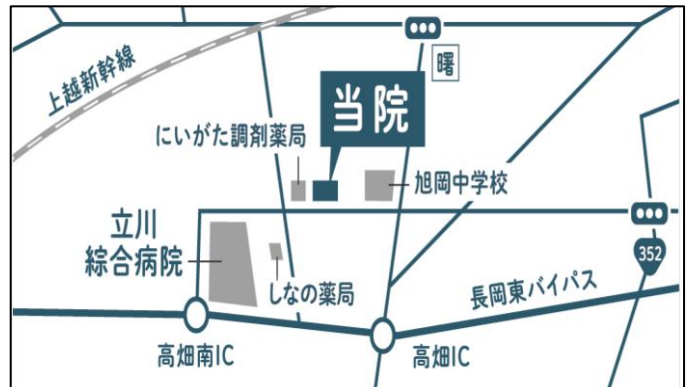 曙
上越新幹線
当院
にいがた調剤薬局
旭岡中学校
立川
綜合病院
352
しなの薬局
長岡東バイパス
高畑南IC
高畑IC